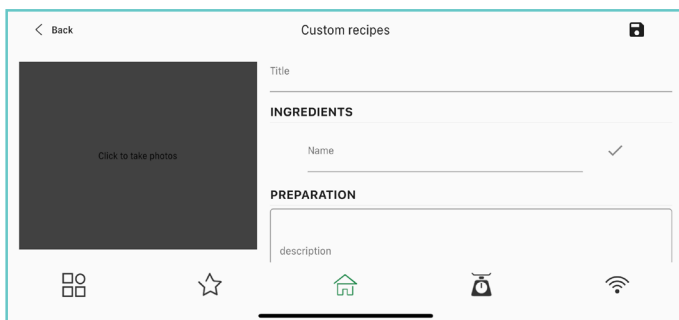 Back
Custom recipes
Title
INGREDIENTS
Click to take photos
Name
PREPARATION
description